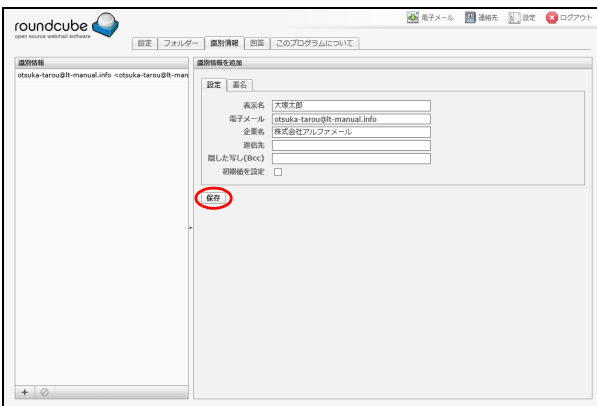 roundcube
open source webmail software
電子メール 連絡先 設定 ログアウト
設定 フォルダー 識別情報 回答 このプログラムについて
識別情報
otsuka-tarou@lt-manual.info <otsuka-tarou@lt-man
識別情報を追加
設定 署名
表示名 大塚太郎
電子メール otsuka-tarou@lt-manual.info
企業名 株式会社アルファメール
返信先
隠した写し(Bcc)
初期値を設定
保存